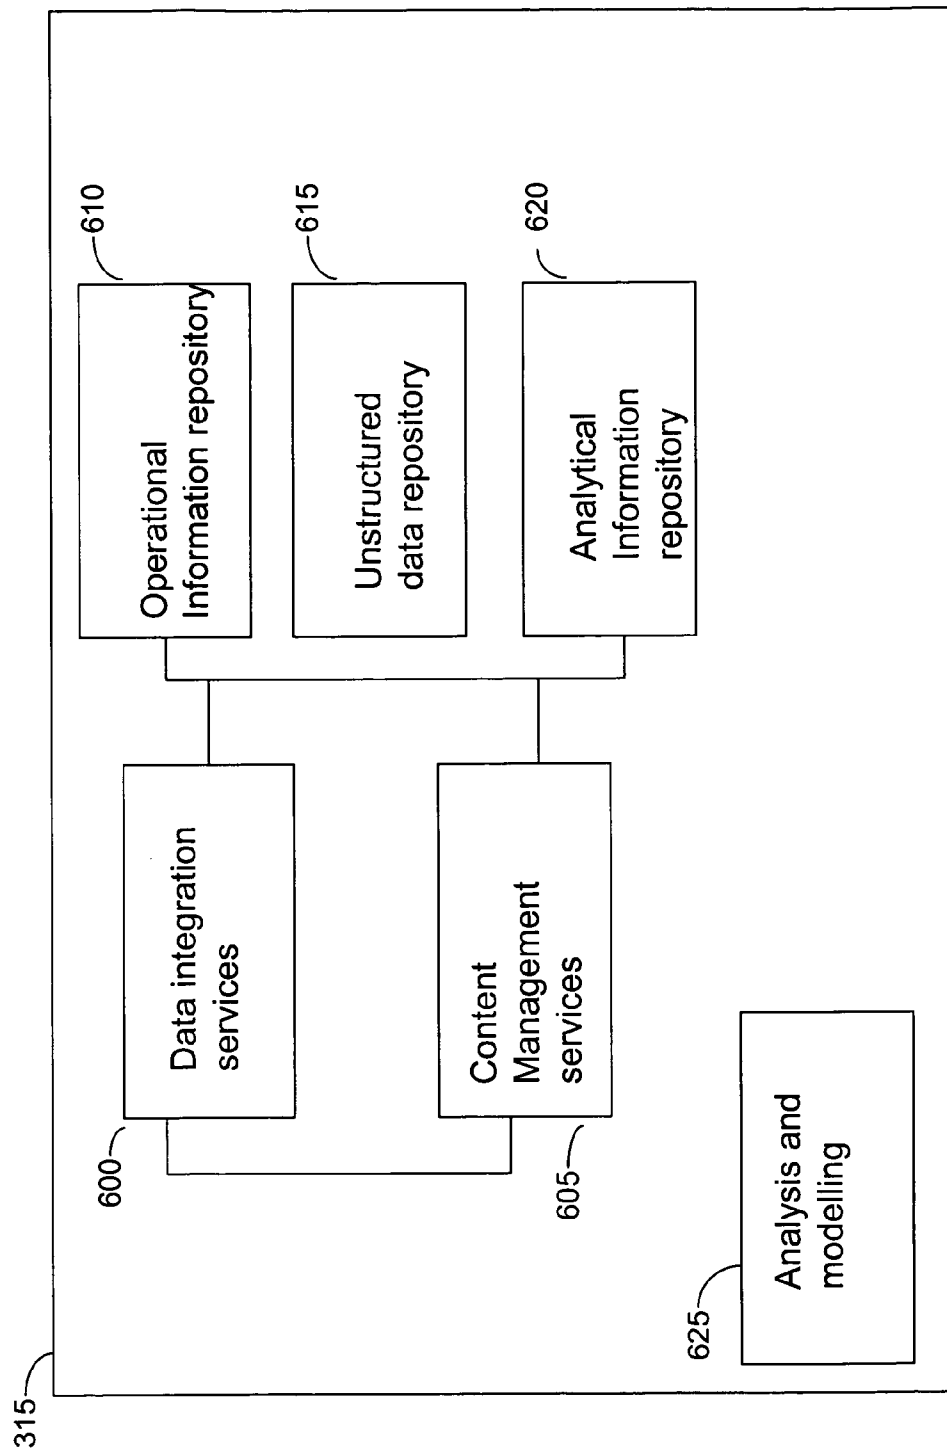 315
600
Data integration
services
610
Operational
Information repository
615
Unstructured
data repository
605
Content
Management
services
620
Analytical
Information
repository
625
Analysis and
modelling